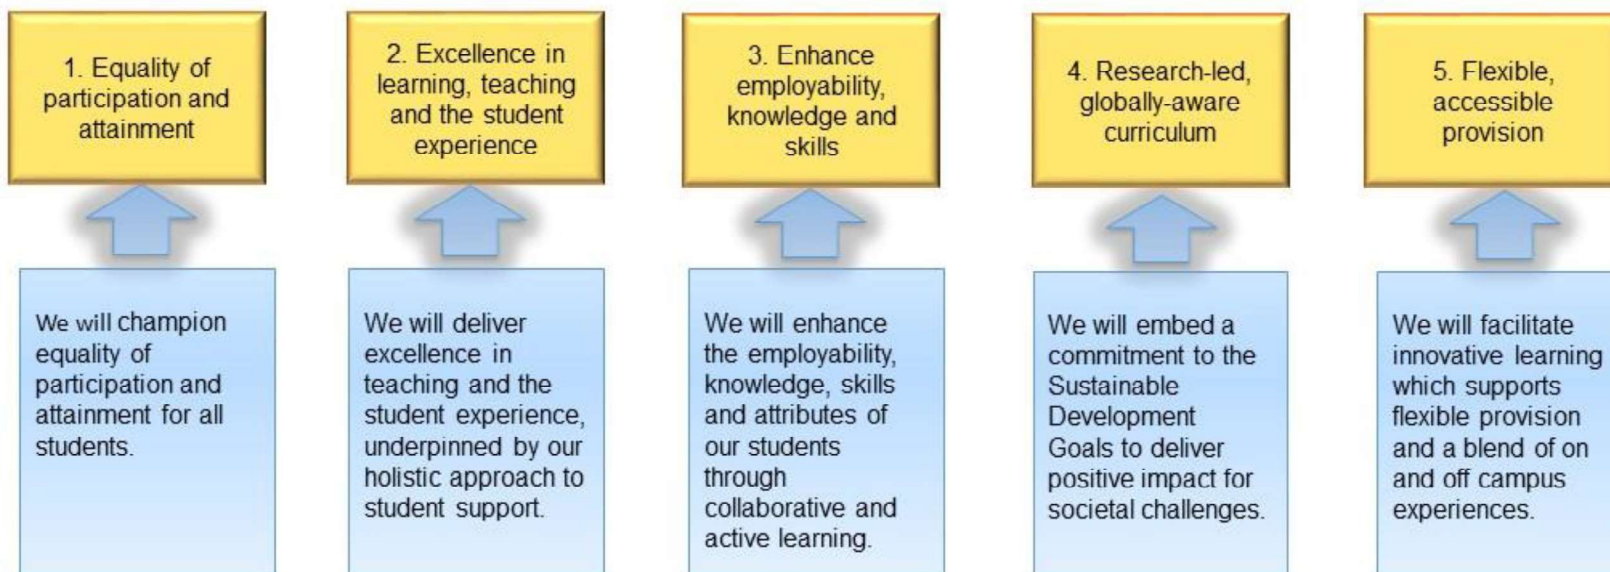 1. Equality of
participation and
attainment
2. Excellence in
learning, teaching
and the student
experience
3. Enhance
employability,
knowledge and
skills
4. Research-led,
globally-aware
curriculum
5. Flexible,
accessible
provision
We will champion
equality of
participation and
attainment for all
students.
We will deliver
excellence in
teaching and the
student experience,
underpinned by our
holistic approach to
student support.
We will enhance
the employability,
knowledge, skills
and attributes of
our students
through
collaborative and
active learning.
We will embed a
commitment to the
Sustainable
Development
Goals to deliver
positive impact for
societal challenges.
We will facilitate
innovative learning
which supports
flexible provision
and a blend of on
and off campus
experiences.